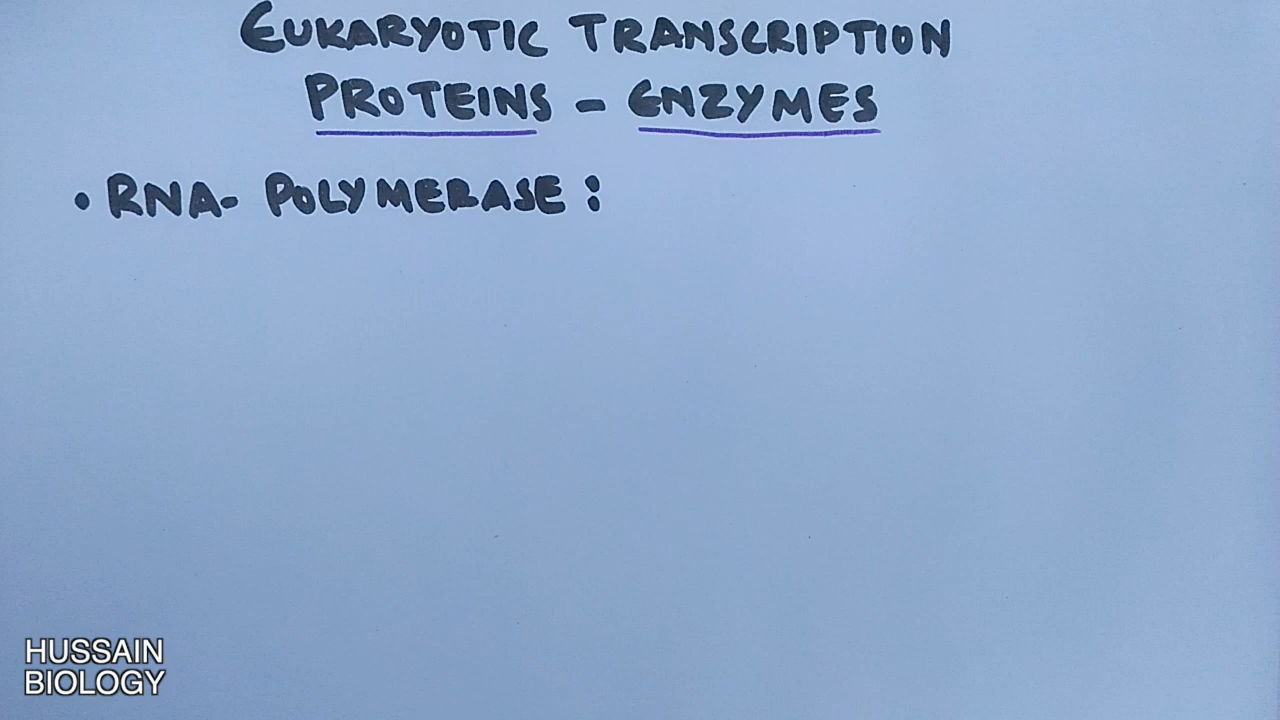 EUKARYOTIC TRANSCRIPTION
PROTEINS - ENZYMES
• RNA- POLYMERASE :
HUSSAIN
BIOLOGY